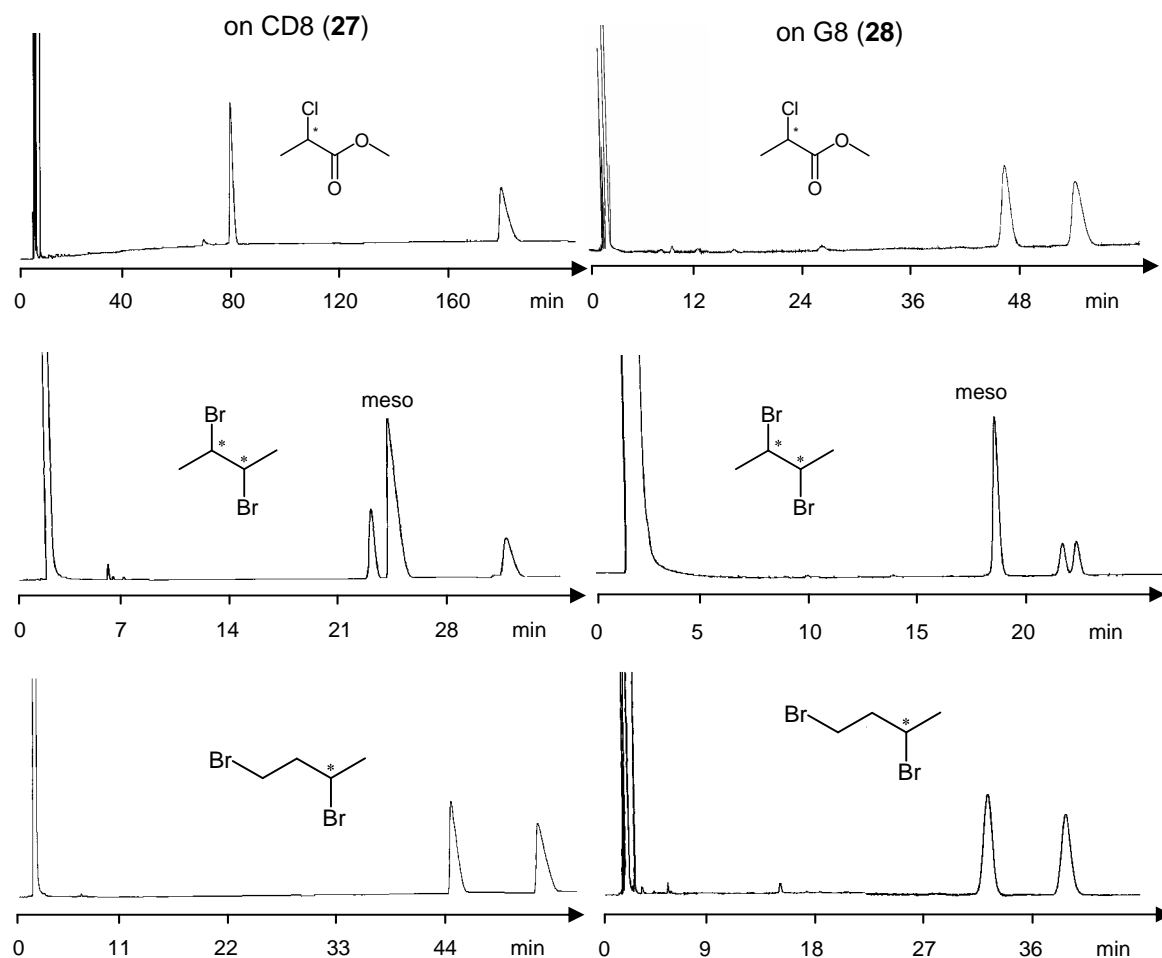 on CD8 (27)
on G8 (28)
Cl
*
O
O
0 40 80 120 160 min
Cl
*
O
O
0 12 24 36 48 min
meso
Br
*
*
Br
0 7 14 21 28 min
meso
Br
*
*
Br
0 5 10 15 20 min
Br
*
Br
0 11 22 33 44 min
Br
*
Br
0 9 18 27 36 min